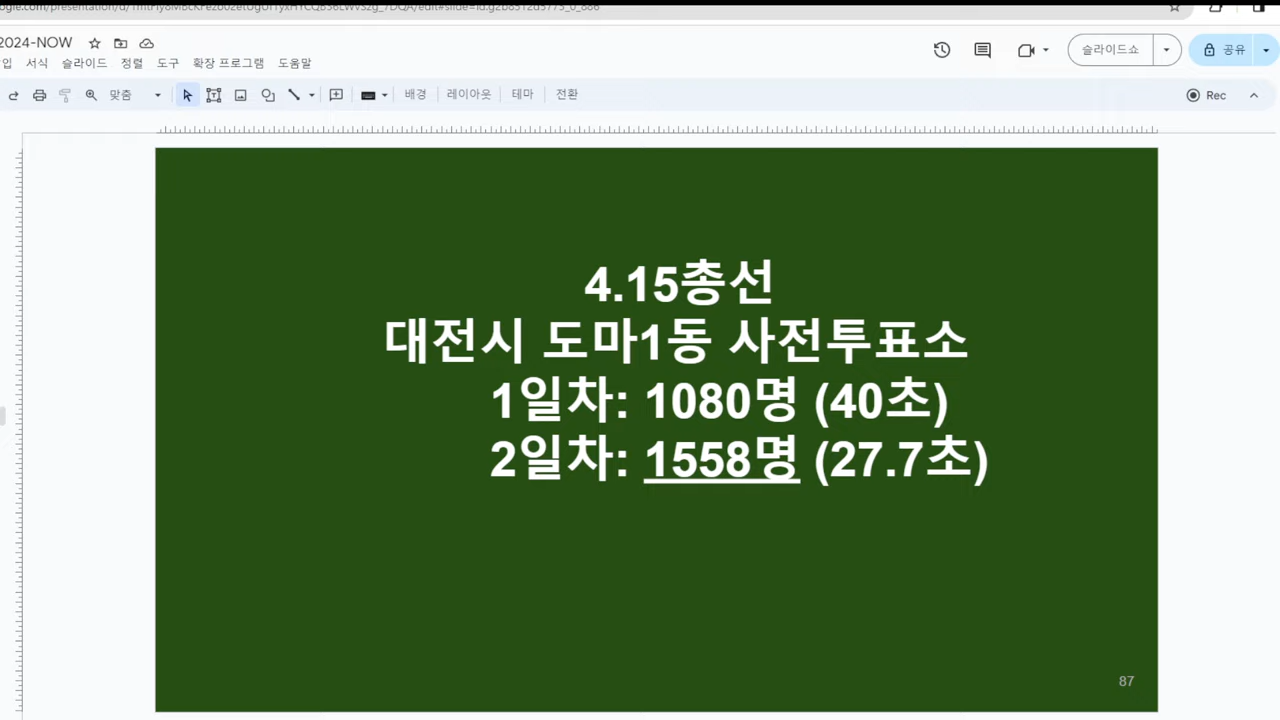 2024-NOW
서식 슬라이드 정렬 도구 확장 프로그램 도움말
슬라이드쇼
공유
맞춤
배경 레이아웃 테마 전환
Rec
4.15총선
대전시 도마1동 사전투표소
1일차: 1080명 (40초)
2일차: 1558명 (27.7초)
87